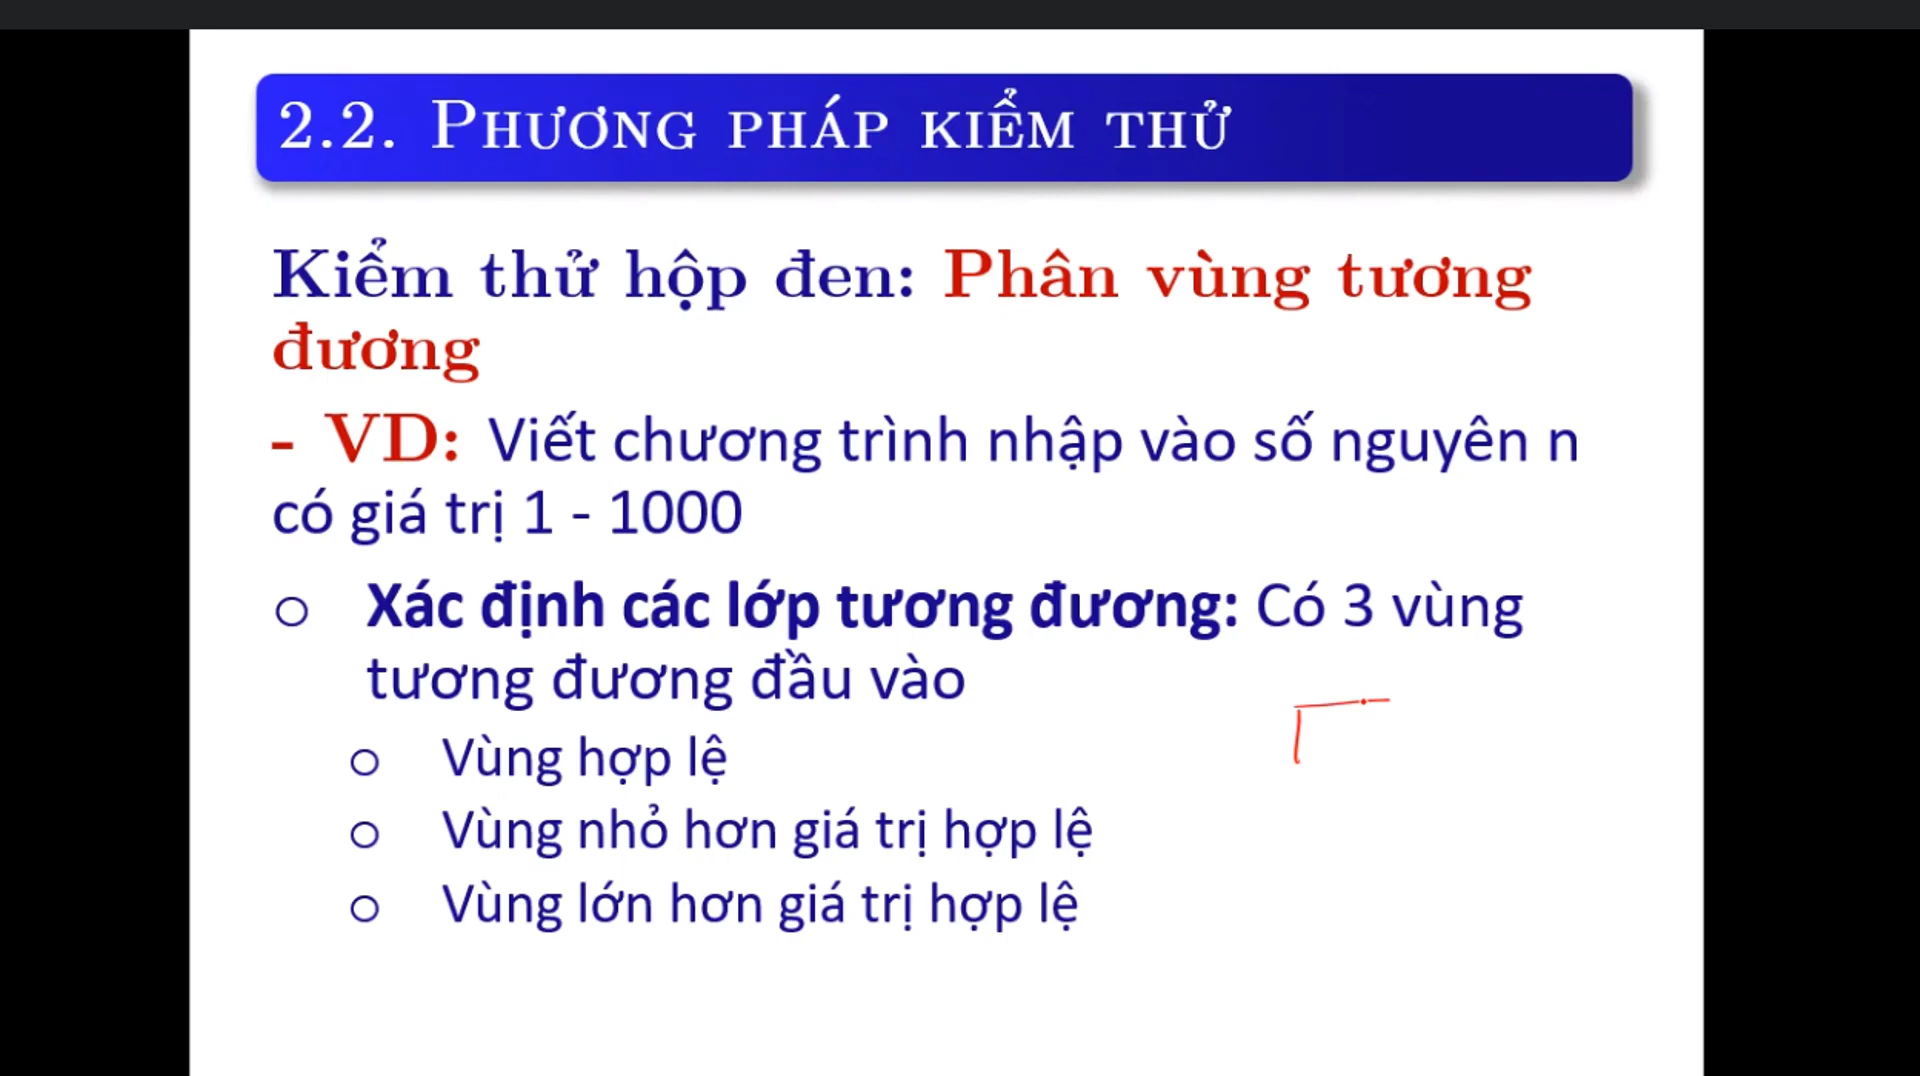 2.2. PHƯƠNG PHÁP KIỂM THỬ
Kiểm thử hộp đen: Phân vùng tương
đương
- VD: Viết chương trình nhập vào số nguyên n
có giá trị 1 - 1000
Xác định các lớp tương đương: Có 3 vùng
tương đương đầu vào
Vùng hợp lệ
Vùng nhỏ hơn giá trị hợp lệ
Vùng lớn hơn giá trị hợp lệ